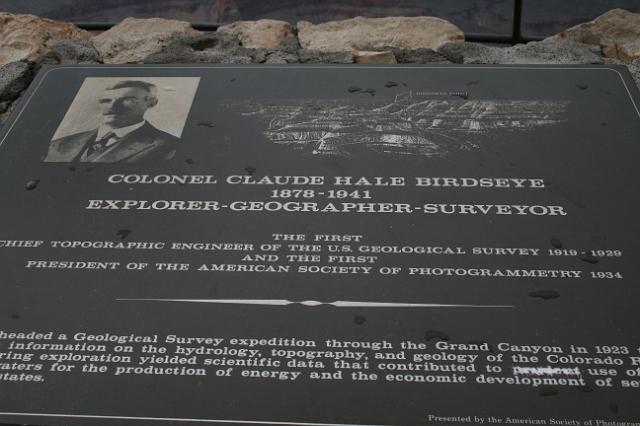 COLONEL CLAUDE HALE BIRDSEYE
1878-1941
EXPLORER-GEOGRAPHER-SURVEYOR
THE FIRST
CHIEF TOPOGRAPHIC ENGINEER OF THE U.S. GEOLOGICAL SURVEY 1919-1929
AND THE FIRST
PRESIDENT OF THE AMERICAN SOCIETY OF PHOTOGRAMMETRY 1934
headed a Geological Survey expedition through the Grand Canyon in 1923
information on the hydrology, topography, and geology of the Colorado R
ring exploration yielded scientific data that contributed to use of
aters for the production of energy and the economic development of se
states.
Presented by the American Society of Photogra